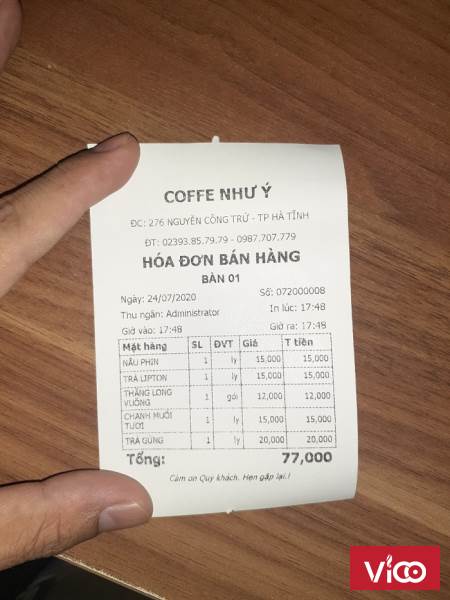 COFFE NHƯ Ý
ĐC: 276 NGUYỄN CÔNG TRỨ - TP HÀ TĨNH
ĐT: 02393.85.79.79 - 0987.707.779
HÓA ĐƠN BÁN HÀNG
BÀN 01
Ngày: 24/07/2020 Số: 072000008
Thu ngân: Administrator In lúc: 17:48
Giờ vào: 17:48 Giờ ra: 17:48
Mặt hàng SL ĐVT Giá T tiền
NÂU PHIN 1 ly 15,000 15,000
TRÀ LIPTON 1 ly 15,000 15,000
THĂNG LONG VUÔNG 1 gói 12,000 12,000
CHANH MUỐI TƯƠI 1 ly 15,000 15,000
TRÀ GỪNG 1 ly 20,000 20,000
Tổng: 77,000
Cảm ơn Quý khách. Hẹn gặp lại.!
VICO